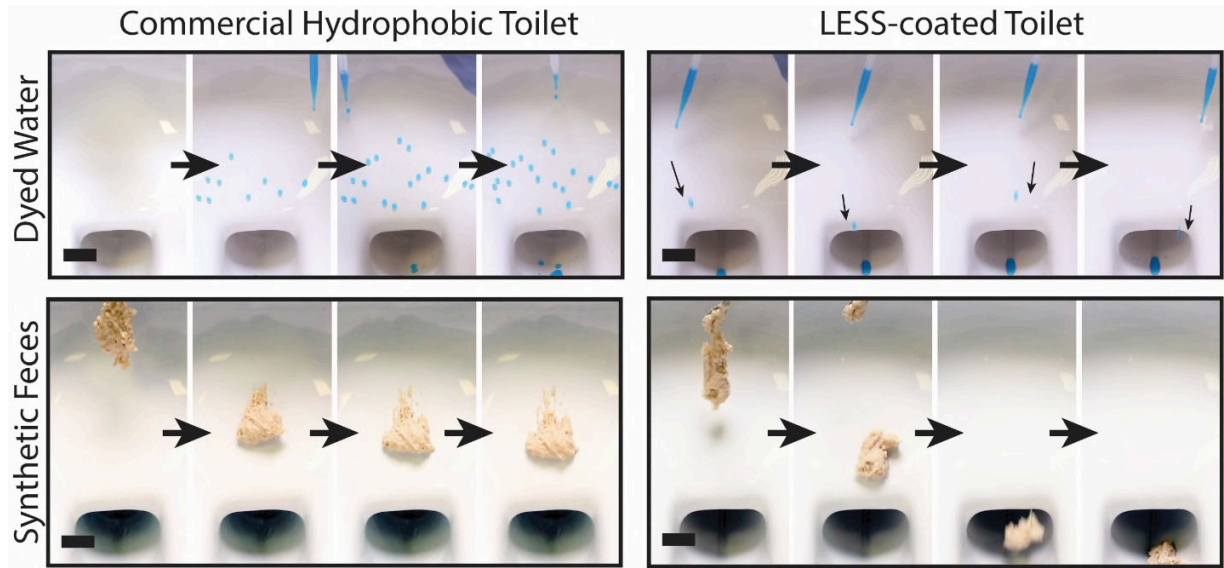 Commercial Hydrophobic Toilet
LESS-coated Toilet
Dyed Water
Synthetic Feces